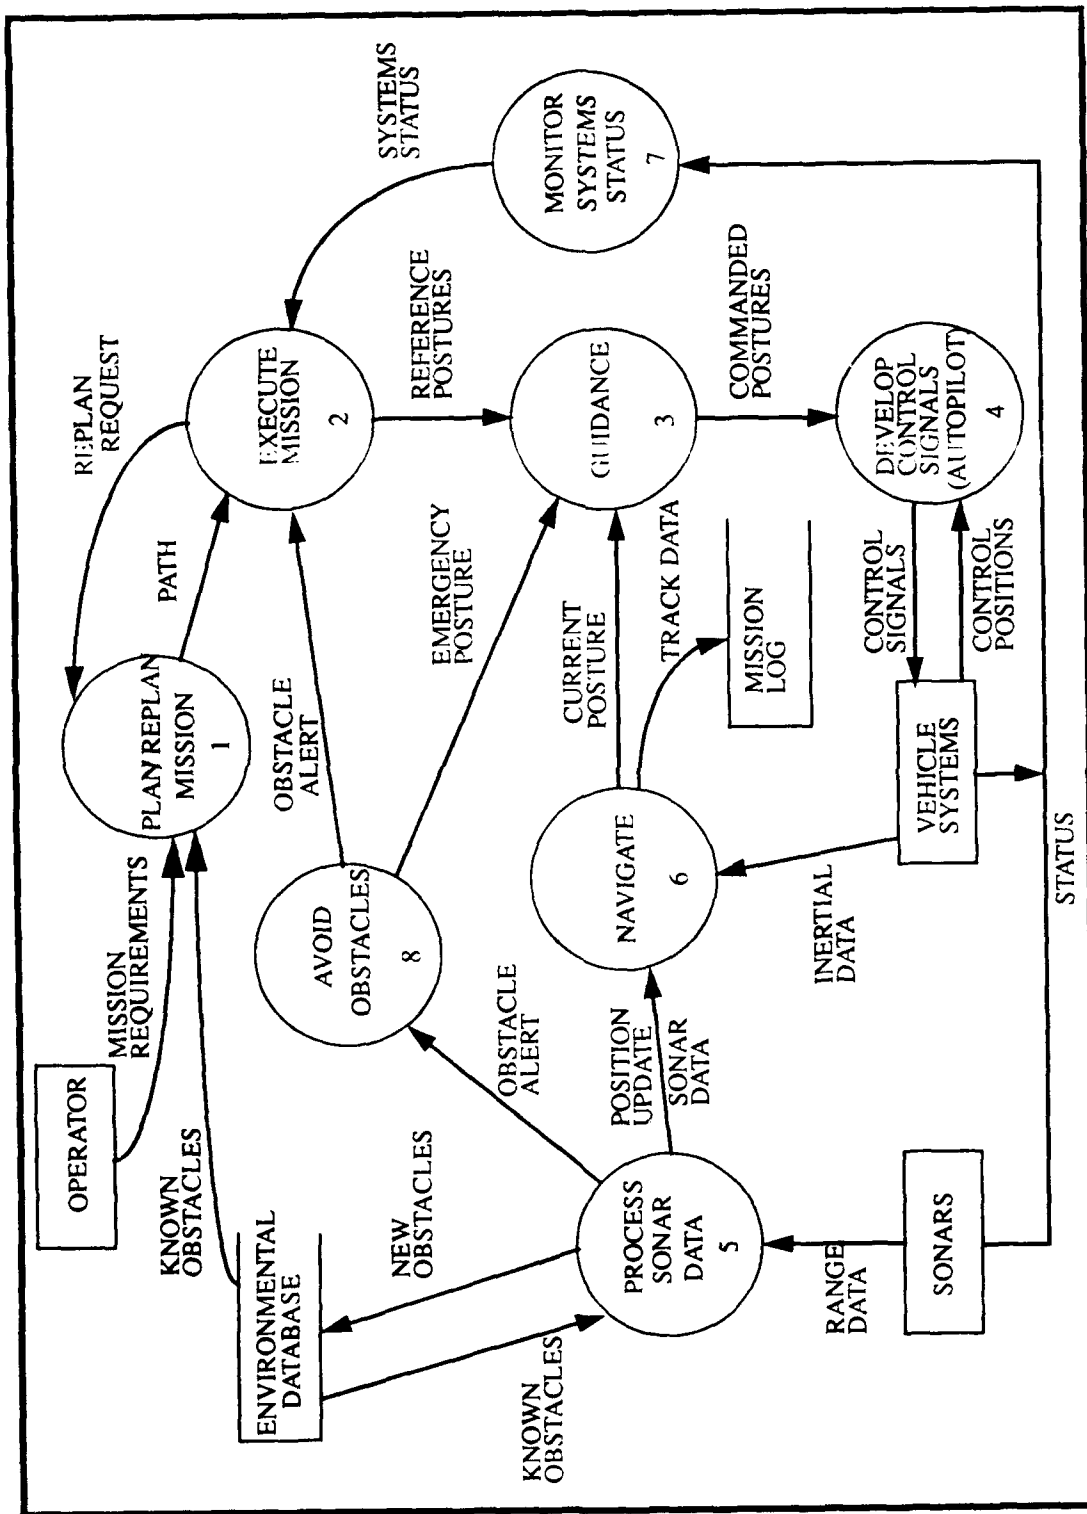 OPERATOR
MISSION
REQUIREMENTS
REPLAN
REQUEST
PLAN/REPLAN
MISSION
1
PATH
KNOWN
OBSTACLES
ENVIRONMENTAL
DATABASE
EXECUTE
MISSION
2
SYSTEMS
STATUS
OBSTACLE
ALERT
AVOID
OBSTACLES
8
NEW
OBSTACLES
KNOWN
OBSTACLES
OBSTACLE
ALERT
EMERGENCY
POSTURE
REFERENCE
POSTURES
MONITOR
SYSTEMS
STATUS
7
GUIDANCE
3
CURRENT
POSTURE
TRACK DATA
MISSION
LOG
NAVIGATE
6
POSITION
UPDATE
SONAR
DATA
PROCESS
SONAR
DATA
5
COMMANDED
POSTURES
DEVELOP
CONTROL
SIGNALS
(AUTOPILOT)
4
CONTROL
SIGNALS
CONTROL
POSITIONS
VEHICLE
SYSTEMS
INERTIAL
DATA
RANGE
DATA
SONARS
STATUS